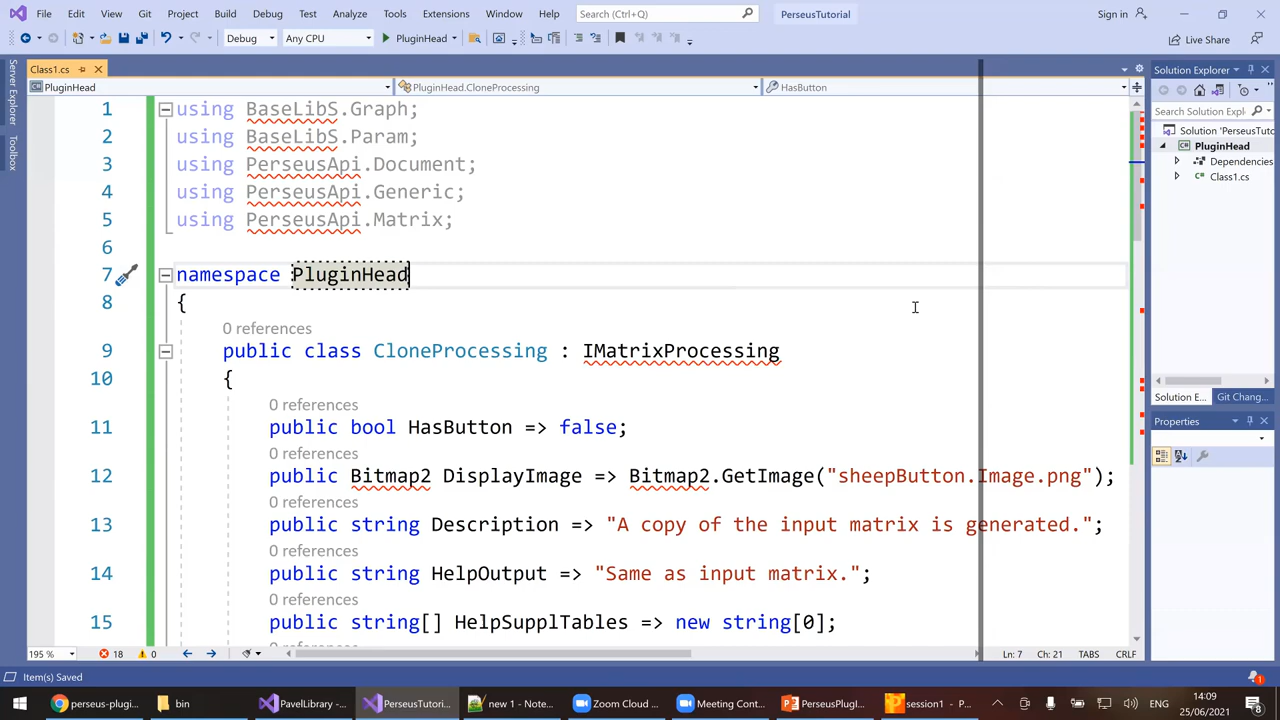 File Edit View Git Project Build Debug Test Analyze Tools Extensions Window Help Search (Ctrl+Q) PerseusTutorial Sign in
Debug Any CPU PluginHead Live Share
Class1.cs
PluginHead PluginHead.CloneProcessing HasButton
Server Explorer
Toolbox
1 using BaseLibS.Graph;
2 using BaseLibS.Param;
3 using PerseusApi.Document;
4 using PerseusApi.Generic;
5 using PerseusApi.Matrix;
6
7 namespace PluginHead
8 {
0 references
9 public class CloneProcessing : IMatrixProcessing
10 {
0 references
11 public bool HasButton => false;
0 references
12 public Bitmap2 DisplayImage => Bitmap2.GetImage("sheepButton.Image.png");
0 references
13 public string Description => "A copy of the input matrix is generated.";
0 references
14 public string HelpOutput => "Same as input matrix.";
0 references
15 public string[] HelpSupplTables => new string[0];
0 references
195 % 18 0 Ln: 7 Ch: 21 TABS CRLF
Solution Explorer
Search Solution Expl
Solution 'PerseusTut
PluginHead
Dependencies
Class1.cs
Solution E... Git Chang...
Properties
Item(s) Saved
perseus-plugi... bin PavelLibrary - ... PerseusTutori... new 1 - Note... Zoom Cloud ... Meeting Cont... PerseusPlugI... session1 - P... ENG 14:09
25/06/2021 1